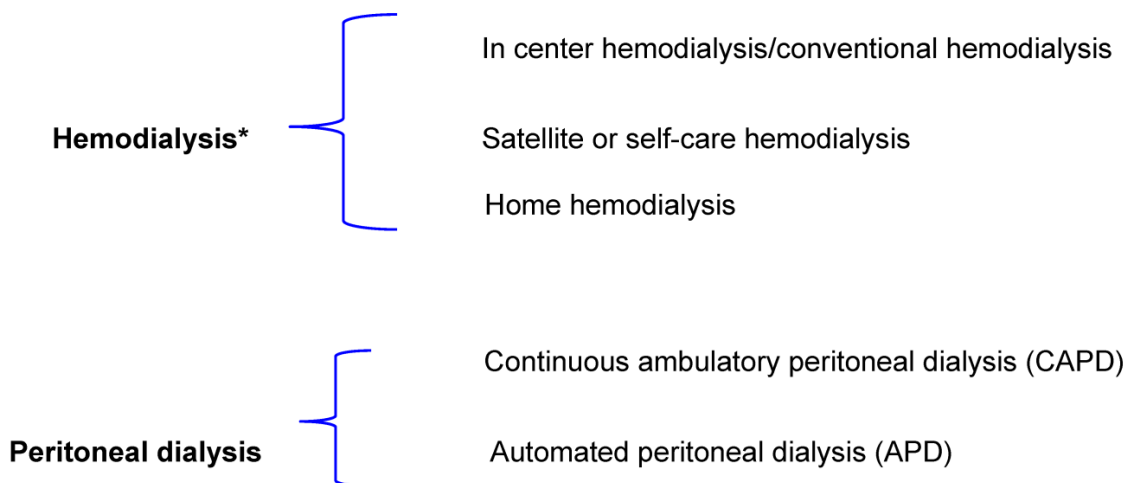 In center hemodialysis/conventional hemodialysis
Hemodialysis*
Satellite or self-care hemodialysis
Home hemodialysis
Continuous ambulatory peritoneal dialysis (CAPD)
Peritoneal dialysis
Automated peritoneal dialysis (APD)